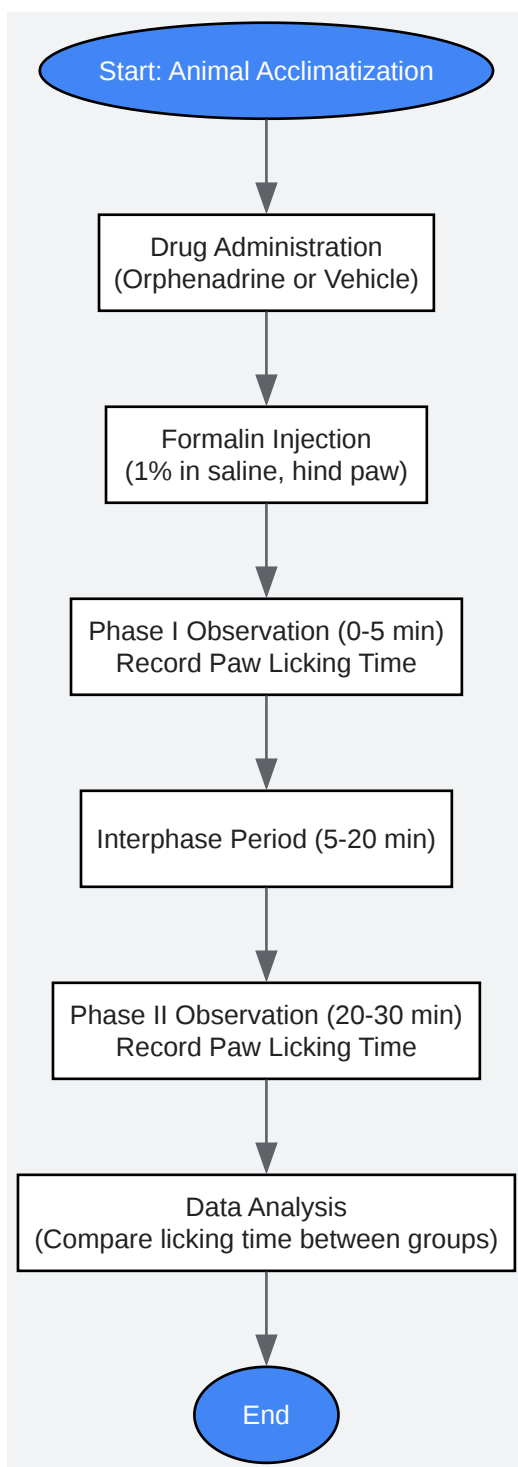 Start: Animal Acclimatization
Drug Administration
(Orphenadrine or Vehicle)
Formalin Injection
(1% in saline, hind paw)
Phase I Observation (0-5 min)
Record Paw Licking Time
Interphase Period (5-20 min)
Phase II Observation (20-30 min)
Record Paw Licking Time
Data Analysis
(Compare licking time between groups)
End